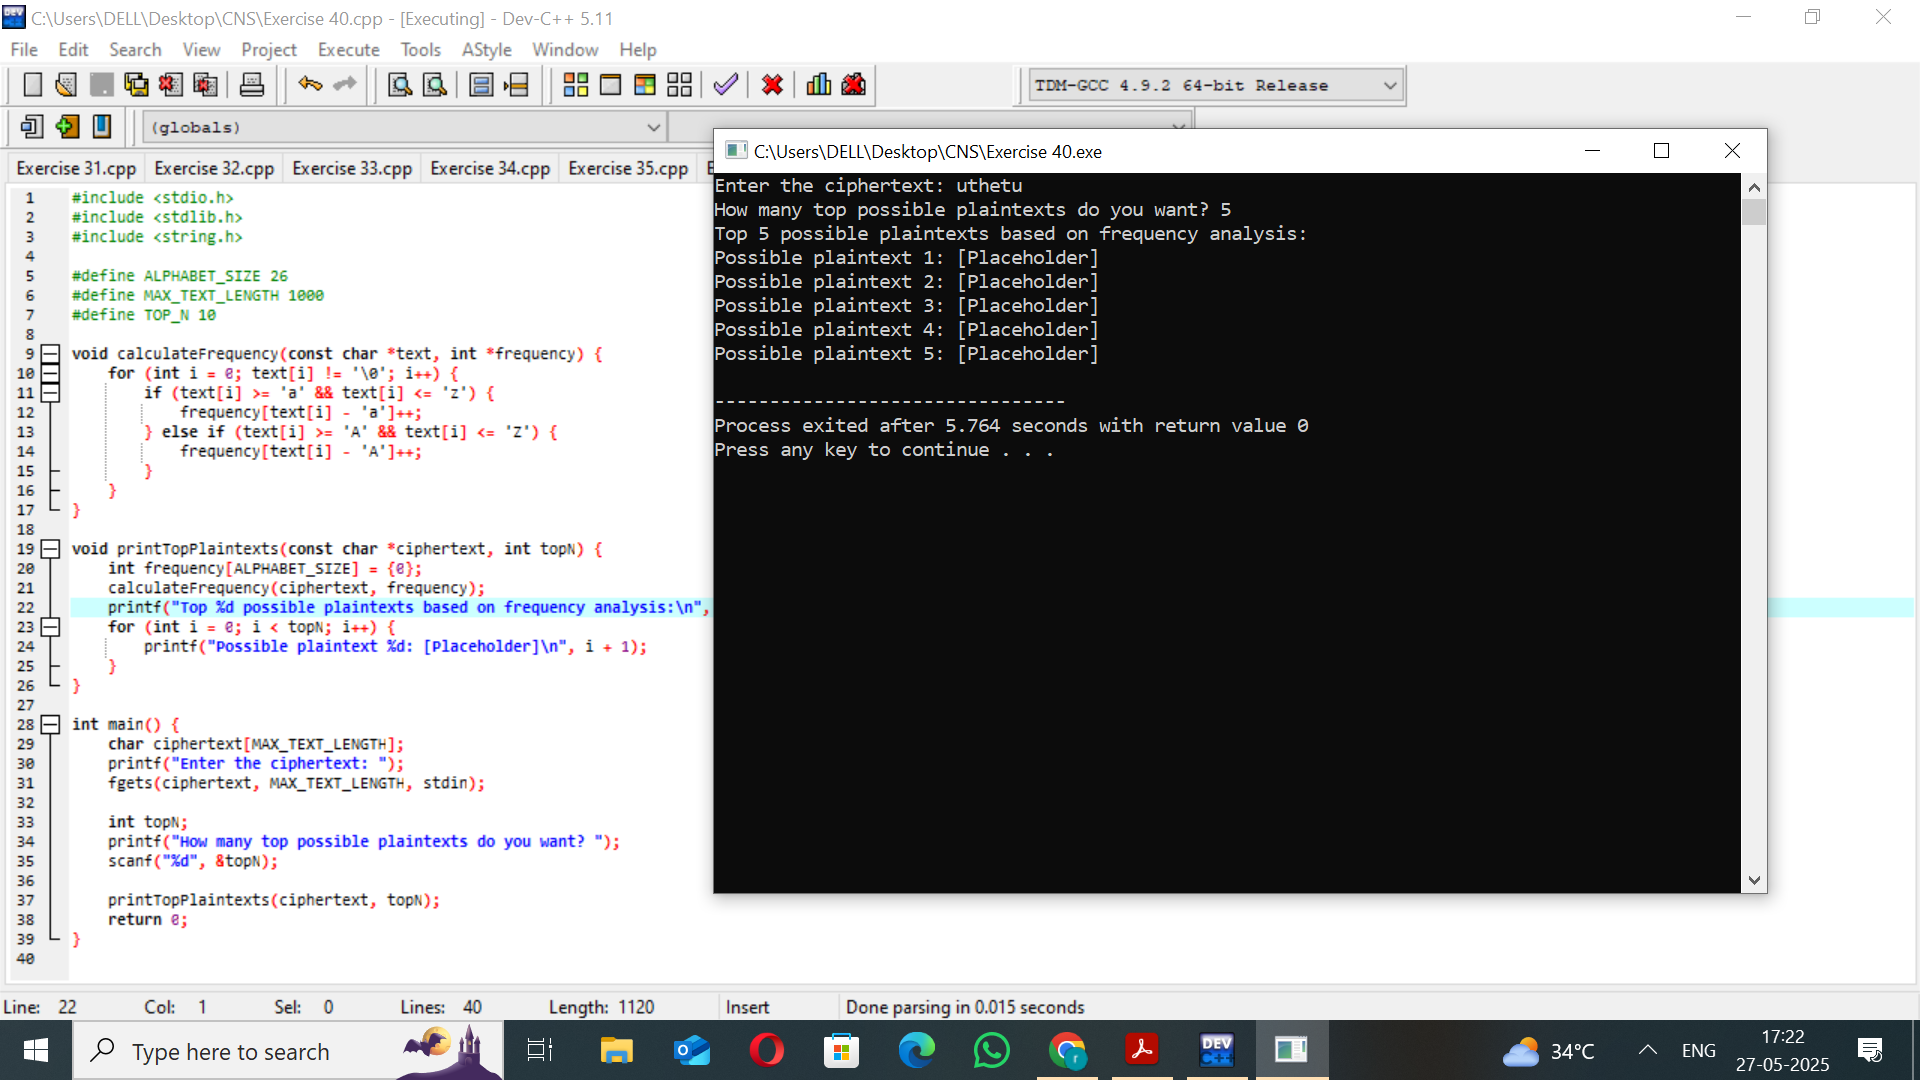 C:\Users\DELL\Desktop\CNS\Exercise 40.cpp - [Executing] - Dev-C++ 5.11
File Edit Search View Project Execute Tools AStyle Window Help
TDM-GCC 4.9.2 64-bit Release
(globals)
Exercise 31.cpp Exercise 32.cpp Exercise 33.cpp Exercise 34.cpp Exercise 35.cpp
1 #include <stdio.h>
2 #include <stdlib.h>
3 #include <string.h>
4
5 #define ALPHABET_SIZE 26
6 #define MAX_TEXT_LENGTH 1000
7 #define TOP_N 10
8
9 void calculateFrequency(const char *text, int *frequency) {
10 for (int i = 0; text[i] != '\0'; i++) {
11 if (text[i] >= 'a' && text[i] <= 'z') {
12 frequency[text[i] - 'a']++;
13 } else if (text[i] >= 'A' && text[i] <= 'Z') {
14 frequency[text[i] - 'A']++;
15 }
16 }
17 }
18
19 void printTopPlaintexts(const char *ciphertext, int topN) {
20 int frequency[ALPHABET_SIZE] = {0};
21 calculateFrequency(ciphertext, frequency);
22 printf("Top %d possible plaintexts based on frequency analysis:\n",
23 for (int i = 0; i < topN; i++) {
24 printf("Possible plaintext %d: [Placeholder]\n", i + 1);
25 }
26 }
27
28 int main() {
29 char ciphertext[MAX_TEXT_LENGTH];
30 printf("Enter the ciphertext: ");
31 fgets(ciphertext, MAX_TEXT_LENGTH, stdin);
32
33 int topN;
34 printf("How many top possible plaintexts do you want? ");
35 scanf("%d", &topN);
36
37 printTopPlaintexts(ciphertext, topN);
38 return 0;
39 }
40
C:\Users\DELL\Desktop\CNS\Exercise 40.exe
Enter the ciphertext: uthetu
How many top possible plaintexts do you want? 5
Top 5 possible plaintexts based on frequency analysis:
Possible plaintext 1: [Placeholder]
Possible plaintext 2: [Placeholder]
Possible plaintext 3: [Placeholder]
Possible plaintext 4: [Placeholder]
Possible plaintext 5: [Placeholder]
--------------------------------
Process exited after 5.764 seconds with return value 0
Press any key to continue . . .
Line: 22 Col: 1 Sel: 0 Lines: 40 Length: 1120 Insert Done parsing in 0.015 seconds
Type here to search
DEV C++
34°C
ENG
17:22
27-05-2025